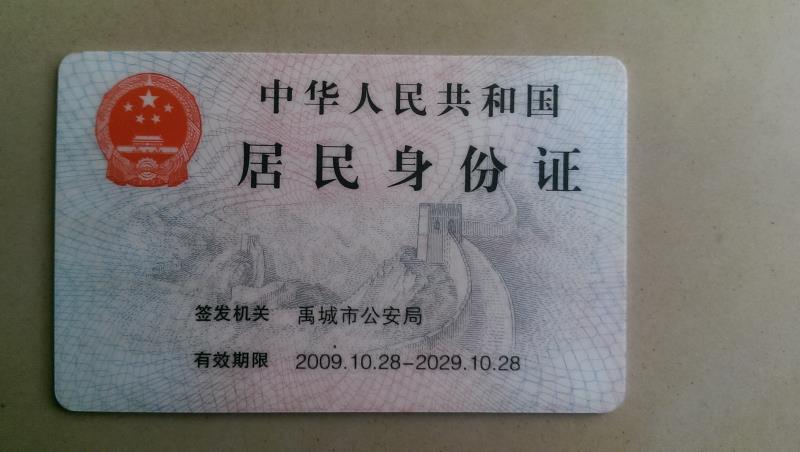 中华人民共和国
居民身份证
签发机关 禹城市公安局
有效期限 2009.10.28-2029.10.28